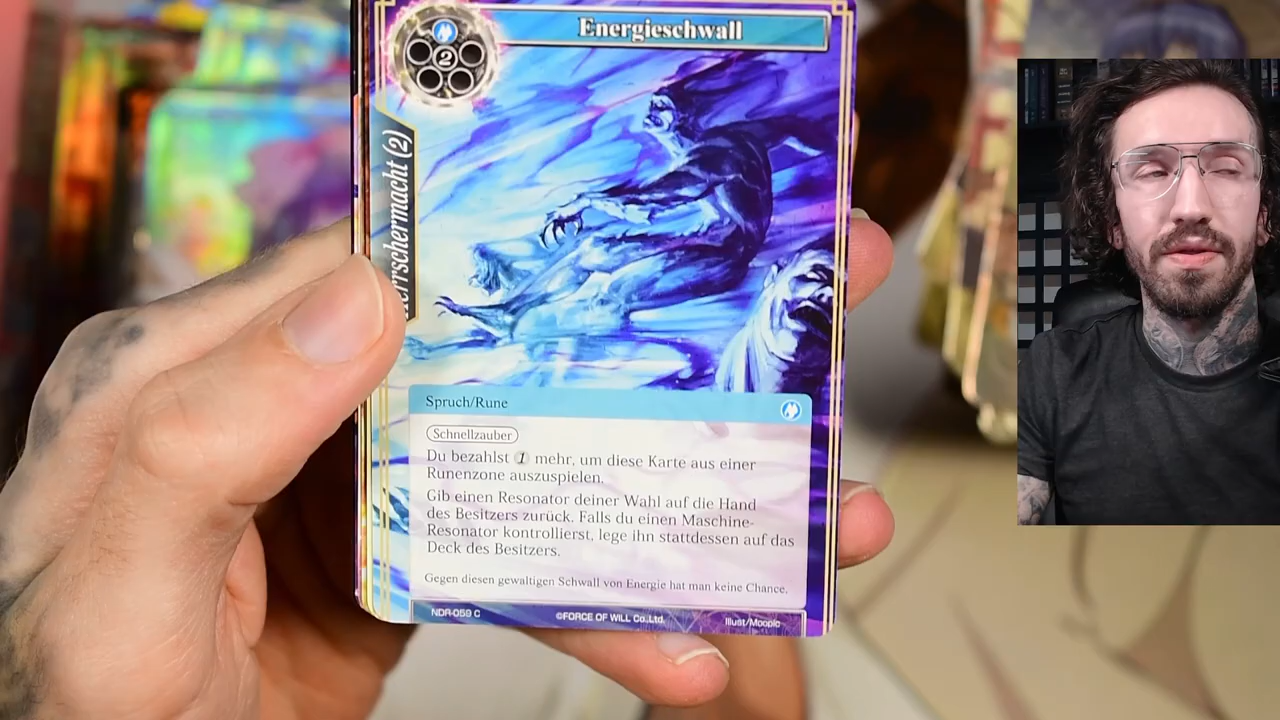 Energieschwall
2
Herrschermacht (2)
Spruch/Rune
Schnellzauber
Du bezahlst 1 mehr, um diese Karte aus einer
Runenzone auszuspielen.
Gib einen Resonator deiner Wahl auf die Hand
des Besitzers zurück. Falls du einen Maschine-
Resonator kontrollierst, lege ihn stattdessen auf das
Deck des Besitzers.
Gegen diesen gewaltigen Schwall von Energie hat man keine Chance.
NDR-059 C
©FORCE OF WILL Co.,Ltd.
Illust/Moopic